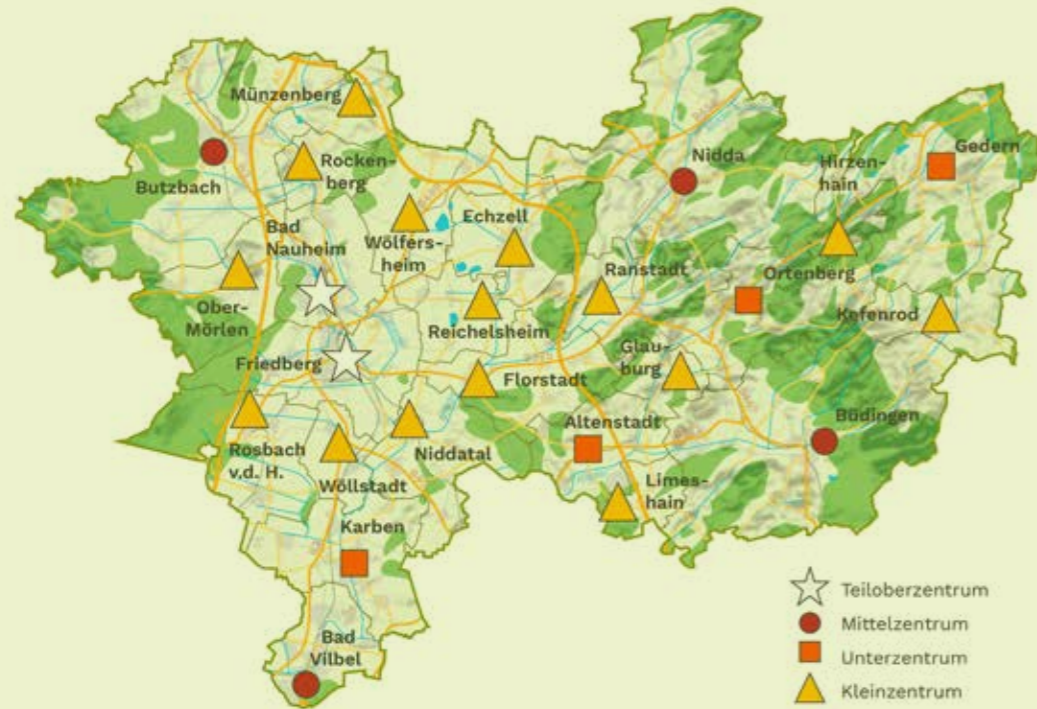 Münzenberg
Butzbach
Rocken-
berg
Bad
Nauheim
Wölfers-
heim
Echzell
Nidda
Hirzen-
hain
Gedern
Ober-
Mörlen
Reichelsheim
Ranstadt
Ortenberg
Kefenrod
Friedberg
Florstadt
Glau-
burg
Rosbach
v.d. H.
Wöllstadt
Niddatal
Altenstadt
Büdingen
Limes-
hain
Karben
Bad
Vilbel
Teiloberzentrum
Mittelzentrum
Unterzentrum
Kleinzentrum